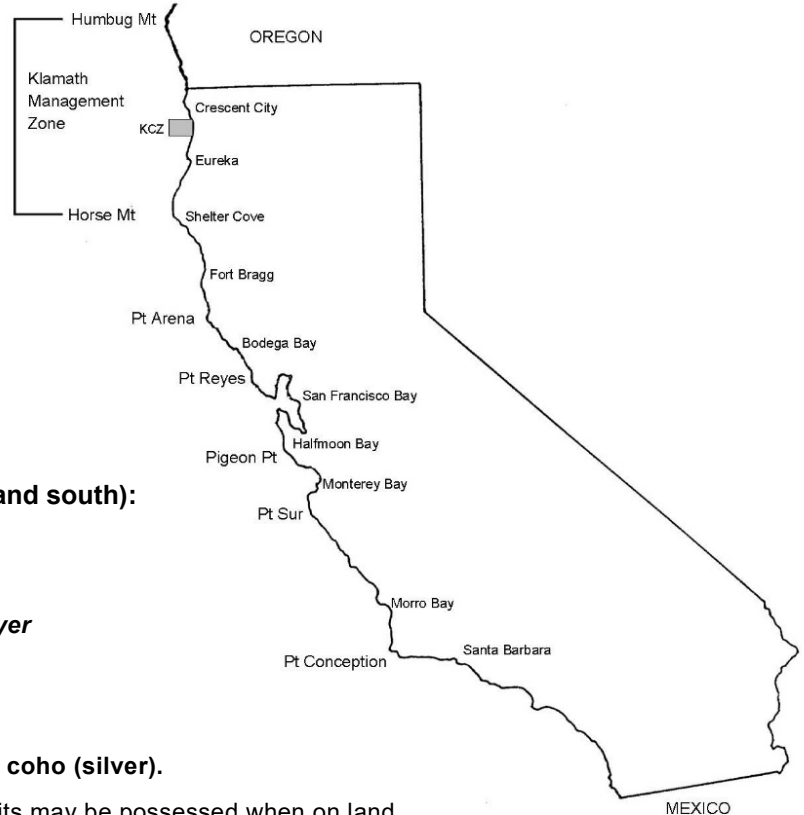 Humbug Mt
OREGON
Klamath
Management
Zone
Crescent City
KCZ
Eureka
Horse Mt
Shelter Cove
Fort Bragg
Pt Arena
Bodega Bay
Pt Reyes
San Francisco Bay
Halfmoon Bay
Pigeon Pt
Monterey Bay
and south):
Pt Sur
Morro Bay
yer
Santa Barbara
Pt Conception
coho (silver).
its may be possessed when on land
MEXICO